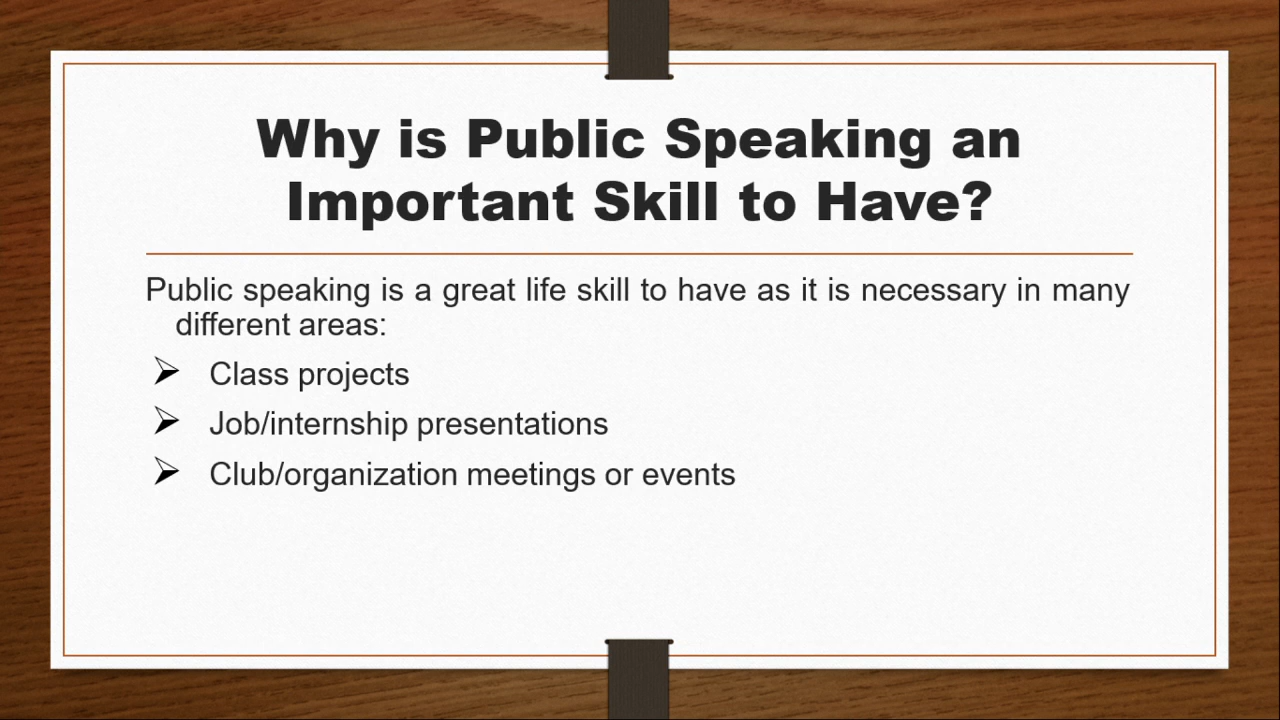 Why is Public Speaking an
Important Skill to Have?
Public speaking is a great life skill to have as it is necessary in many
different areas:
Class projects
Job/internship presentations
Club/organization meetings or events